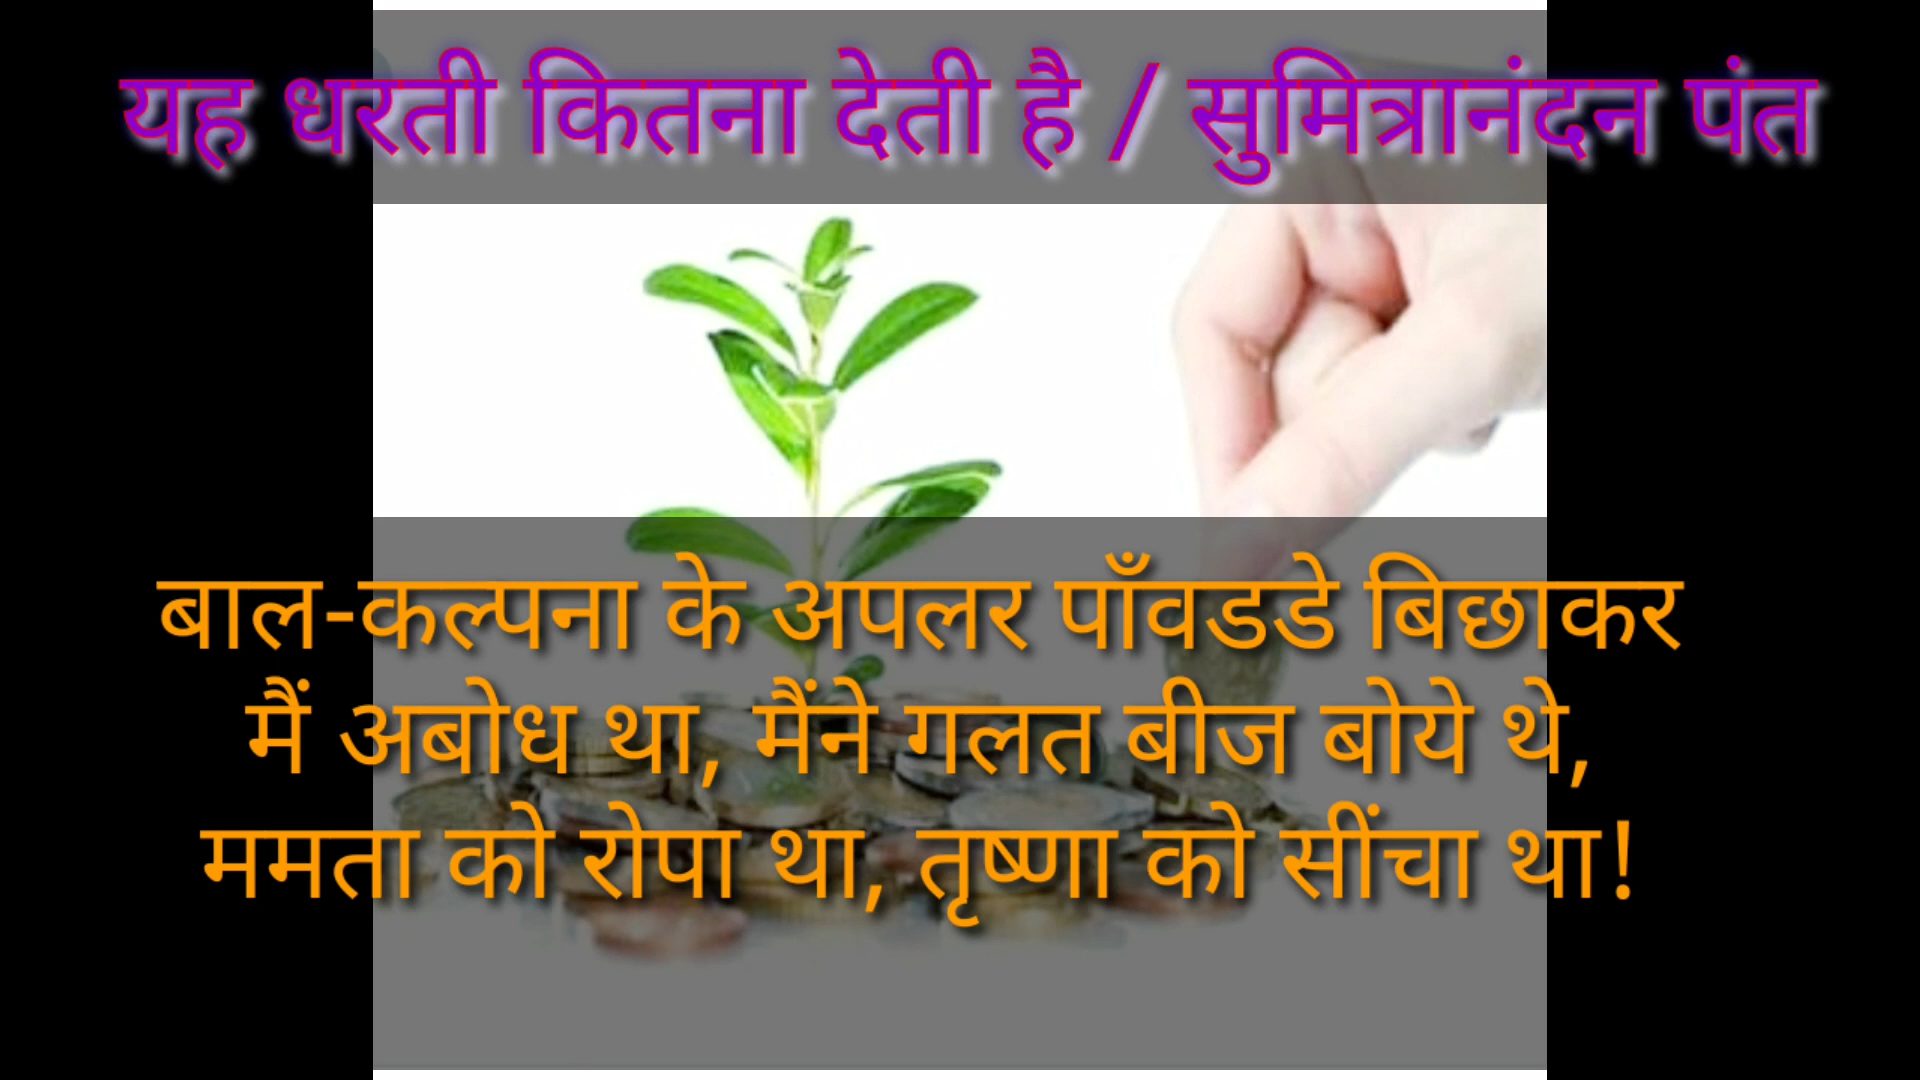 यह धरती कितना देती है / सुमित्रानंदन पंत
बाल-कल्पना के अपलर पाँवडडे बिछाकर
मैं अबोध था, मैंने गलत बीज बोये थे,
ममता को रोपा था, तृष्णा को सींचा था!